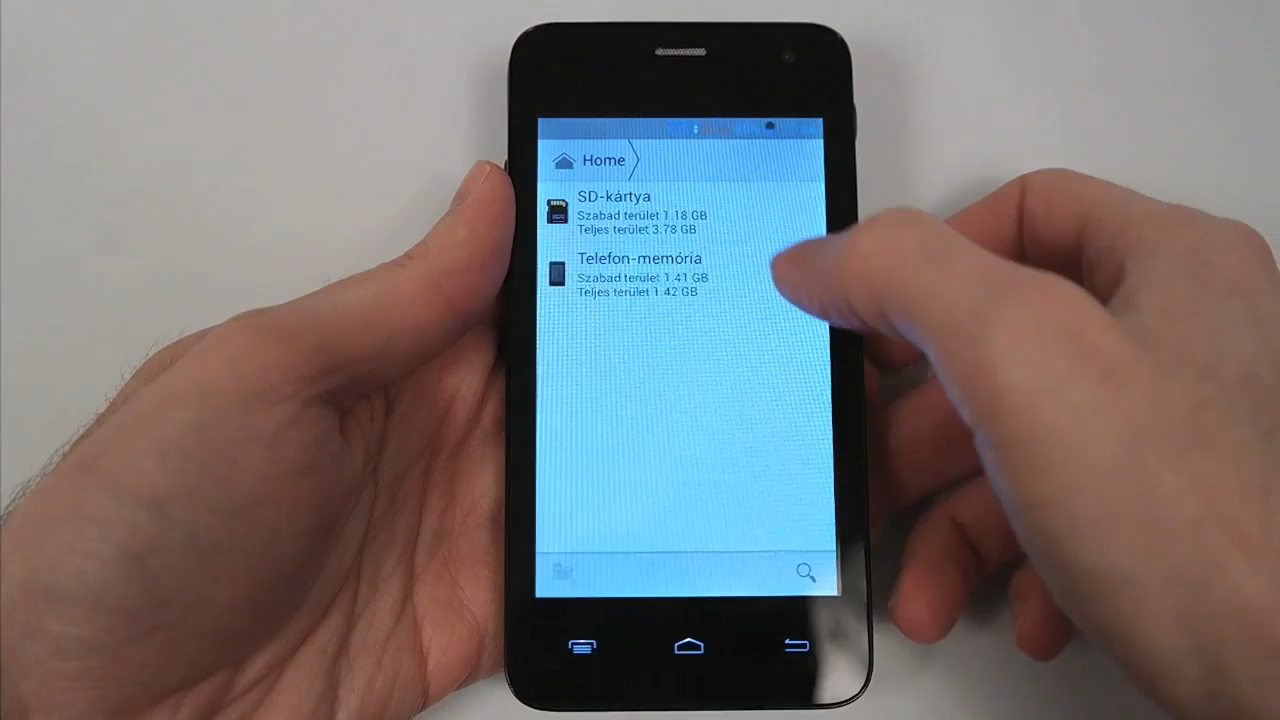 Home
SD-kártya
Szabad terület 1.18 GB
Teljes terület 3.78 GB
Telefon-memória
Szabad terület 1.41 GB
Teljes terület 1.42 GB